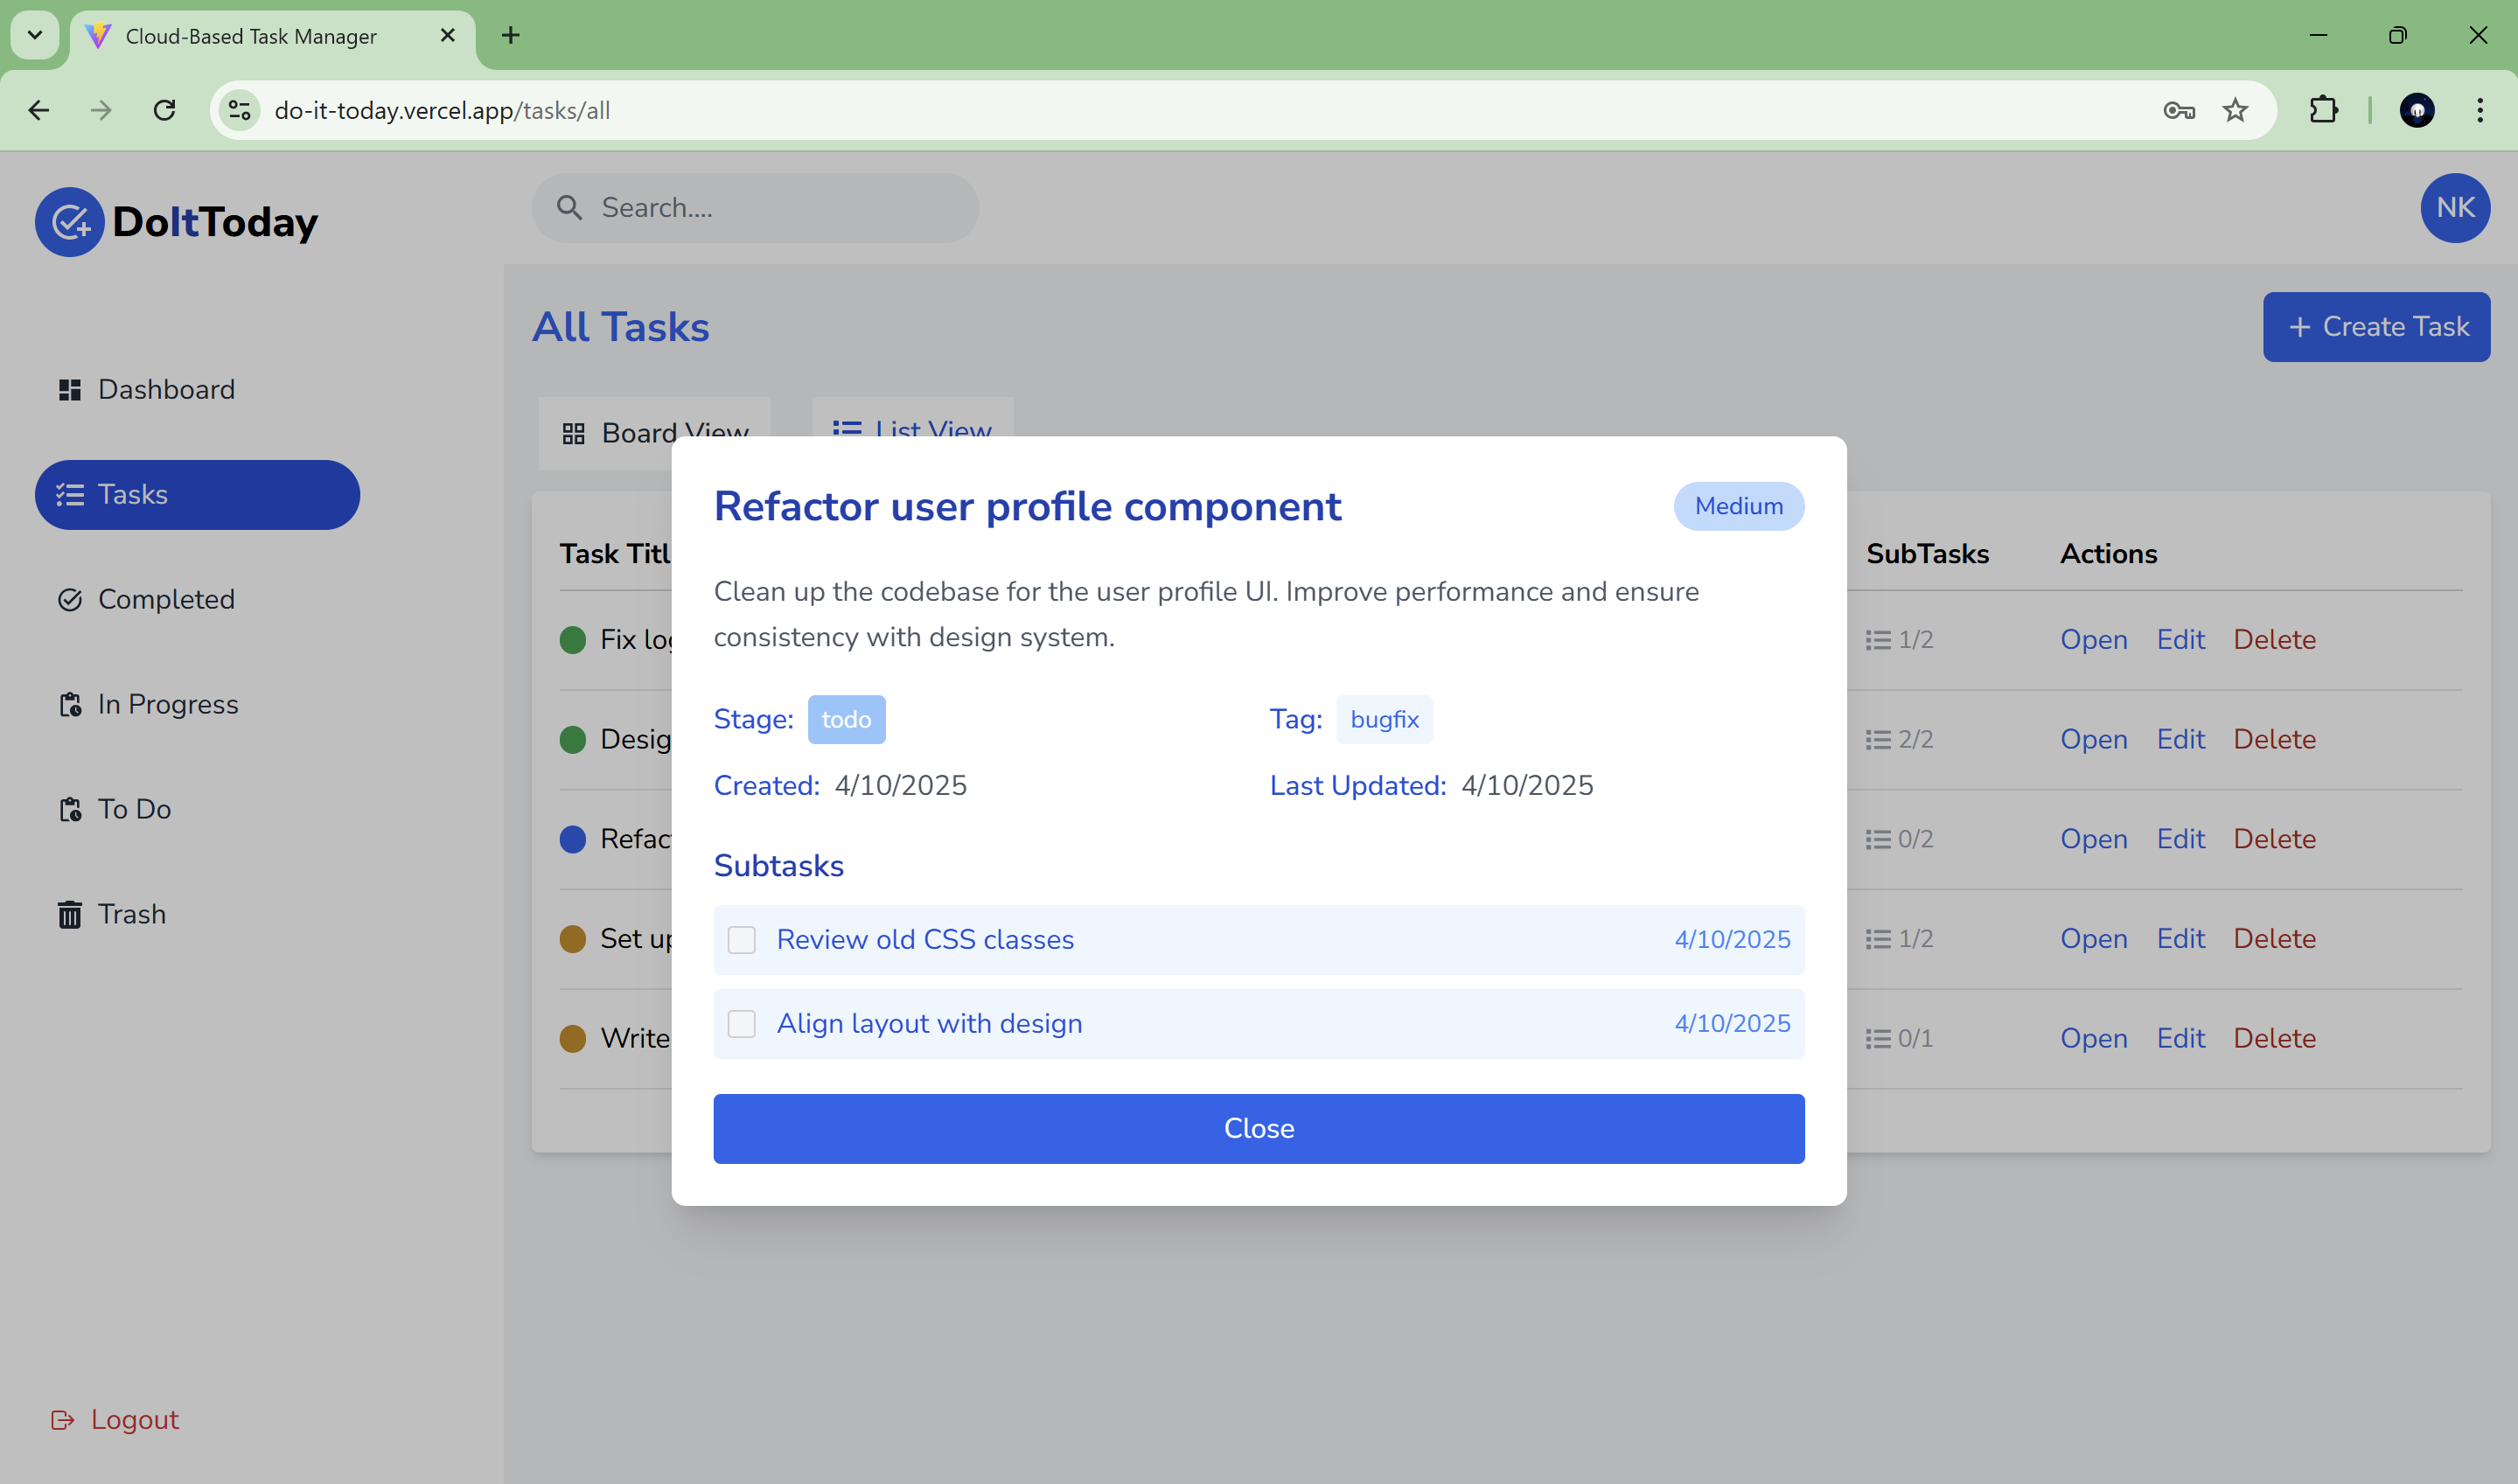 Cloud-Based Task Manager
do-it-today.vercel.app/tasks/all
DoItToday
Search....
NK
Dashboard
Tasks
Completed
In Progress
To Do
Trash
Logout
All Tasks
+ Create Task
Board View
List View
Task Titl
SubTasks
Actions
Fix log
1/2 Open Edit Delete
Desig
2/2 Open Edit Delete
Refac
0/2 Open Edit Delete
Set up
1/2 Open Edit Delete
Write
0/1 Open Edit Delete
Refactor user profile component
Medium
Clean up the codebase for the user profile UI. Improve performance and ensure
consistency with design system.
Stage: todo
Tag: bugfix
Created: 4/10/2025
Last Updated: 4/10/2025
Subtasks
Review old CSS classes 4/10/2025
Align layout with design 4/10/2025
Close